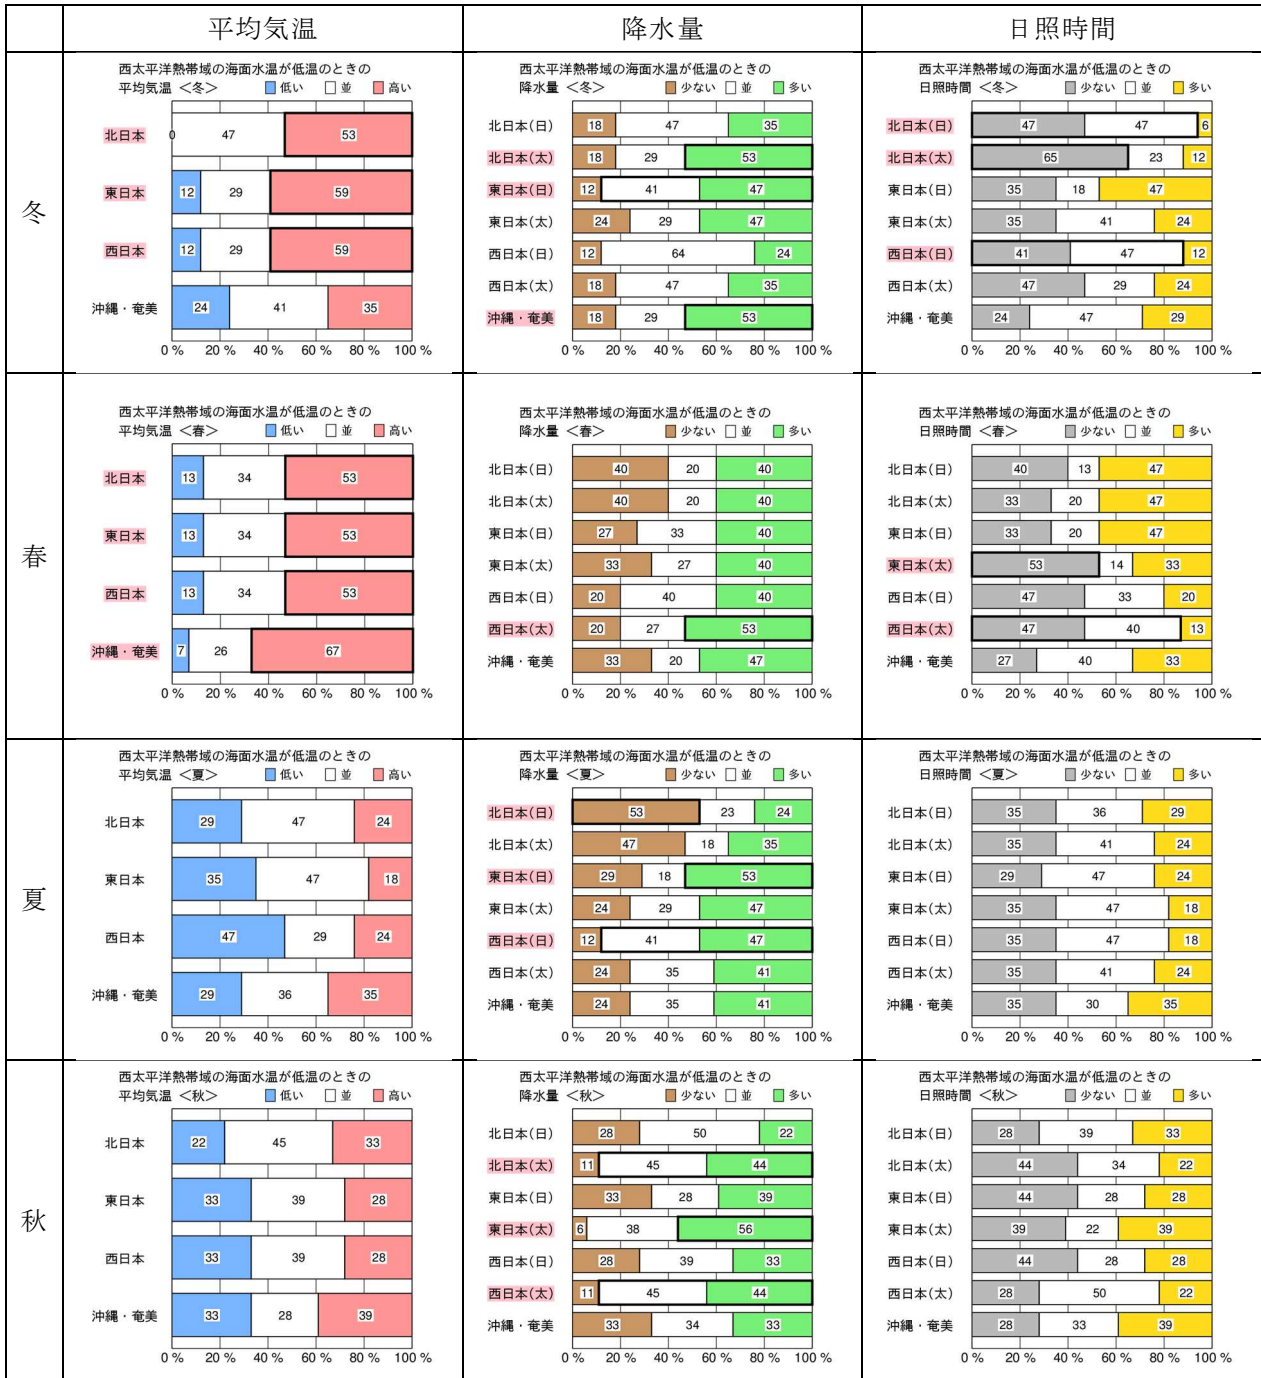 平均気温 降水量 日照時間
冬
西太平洋熱帯域の海面水温が低温のときの
平均気温 ＜冬＞ 低い 並 高い
北日本 0 47 53
東日本 12 29 59
西日本 12 29 59
沖縄・奄美 24 41 35
0 % 20 % 40 % 60 % 80 % 100 %
西太平洋熱帯域の海面水温が低温のときの
降水量 ＜冬＞ 少ない 並 多い
北日本(日) 18 47 35
北日本(太) 18 29 53
東日本(日) 12 41 47
東日本(太) 24 29 47
西日本(日) 12 64 24
西日本(太) 18 47 35
沖縄・奄美 18 29 53
0 % 20 % 40 % 60 % 80 % 100 %
西太平洋熱帯域の海面水温が低温のときの
日照時間 ＜冬＞ 少ない 並 多い
北日本(日) 47 47 6
北日本(太) 65 23 12
東日本(日) 35 18 47
東日本(太) 35 41 24
西日本(日) 41 47 12
西日本(太) 47 29 24
沖縄・奄美 24 47 29
0 % 20 % 40 % 60 % 80 % 100 %
春
西太平洋熱帯域の海面水温が低温のときの
平均気温 ＜春＞ 低い 並 高い
北日本 13 34 53
東日本 13 34 53
西日本 13 34 53
沖縄・奄美 7 26 67
0 % 20 % 40 % 60 % 80 % 100 %
西太平洋熱帯域の海面水温が低温のときの
降水量 ＜春＞ 少ない 並 多い
北日本(日) 40 20 40
北日本(太) 40 20 40
東日本(日) 27 33 40
東日本(太) 33 27 40
西日本(日) 20 40 40
西日本(太) 20 27 53
沖縄・奄美 33 20 47
0 % 20 % 40 % 60 % 80 % 100 %
西太平洋熱帯域の海面水温が低温のときの
日照時間 ＜春＞ 少ない 並 多い
北日本(日) 40 13 47
北日本(太) 33 20 47
東日本(日) 33 20 47
東日本(太) 53 14 33
西日本(日) 47 33 20
西日本(太) 47 40 13
沖縄・奄美 27 40 33
0 % 20 % 40 % 60 % 80 % 100 %
夏
西太平洋熱帯域の海面水温が低温のときの
平均気温 ＜夏＞ 低い 並 高い
北日本 29 47 24
東日本 35 47 18
西日本 47 29 24
沖縄・奄美 29 36 35
0 % 20 % 40 % 60 % 80 % 100 %
西太平洋熱帯域の海面水温が低温のときの
降水量 ＜夏＞ 少ない 並 多い
北日本(日) 53 23 24
北日本(太) 47 18 35
東日本(日) 29 18 53
東日本(太) 24 29 47
西日本(日) 12 41 47
西日本(太) 24 35 41
沖縄・奄美 24 35 41
0 % 20 % 40 % 60 % 80 % 100 %
西太平洋熱帯域の海面水温が低温のときの
日照時間 ＜夏＞ 少ない 並 多い
北日本(日) 35 36 29
北日本(太) 35 41 24
東日本(日) 29 47 24
東日本(太) 35 47 18
西日本(日) 35 47 18
西日本(太) 35 41 24
沖縄・奄美 35 30 35
0 % 20 % 40 % 60 % 80 % 100 %
秋
西太平洋熱帯域の海面水温が低温のときの
平均気温 ＜秋＞ 低い 並 高い
北日本 22 45 33
東日本 33 39 28
西日本 33 39 28
沖縄・奄美 33 28 39
0 % 20 % 40 % 60 % 80 % 100 %
西太平洋熱帯域の海面水温が低温のときの
降水量 ＜秋＞ 少ない 並 多い
北日本(日) 28 50 22
北日本(太) 11 45 44
東日本(日) 33 28 39
東日本(太) 6 38 56
西日本(日) 28 39 33
西日本(太) 11 45 44
沖縄・奄美 33 34 33
0 % 20 % 40 % 60 % 80 % 100 %
西太平洋熱帯域の海面水温が低温のときの
日照時間 ＜秋＞ 少ない 並 多い
北日本(日) 28 39 33
北日本(太) 44 34 22
東日本(日) 44 28 28
東日本(太) 39 22 39
西日本(日) 44 28 28
西日本(太) 28 50 22
沖縄・奄美 28 33 39
0 % 20 % 40 % 60 % 80 % 100 %